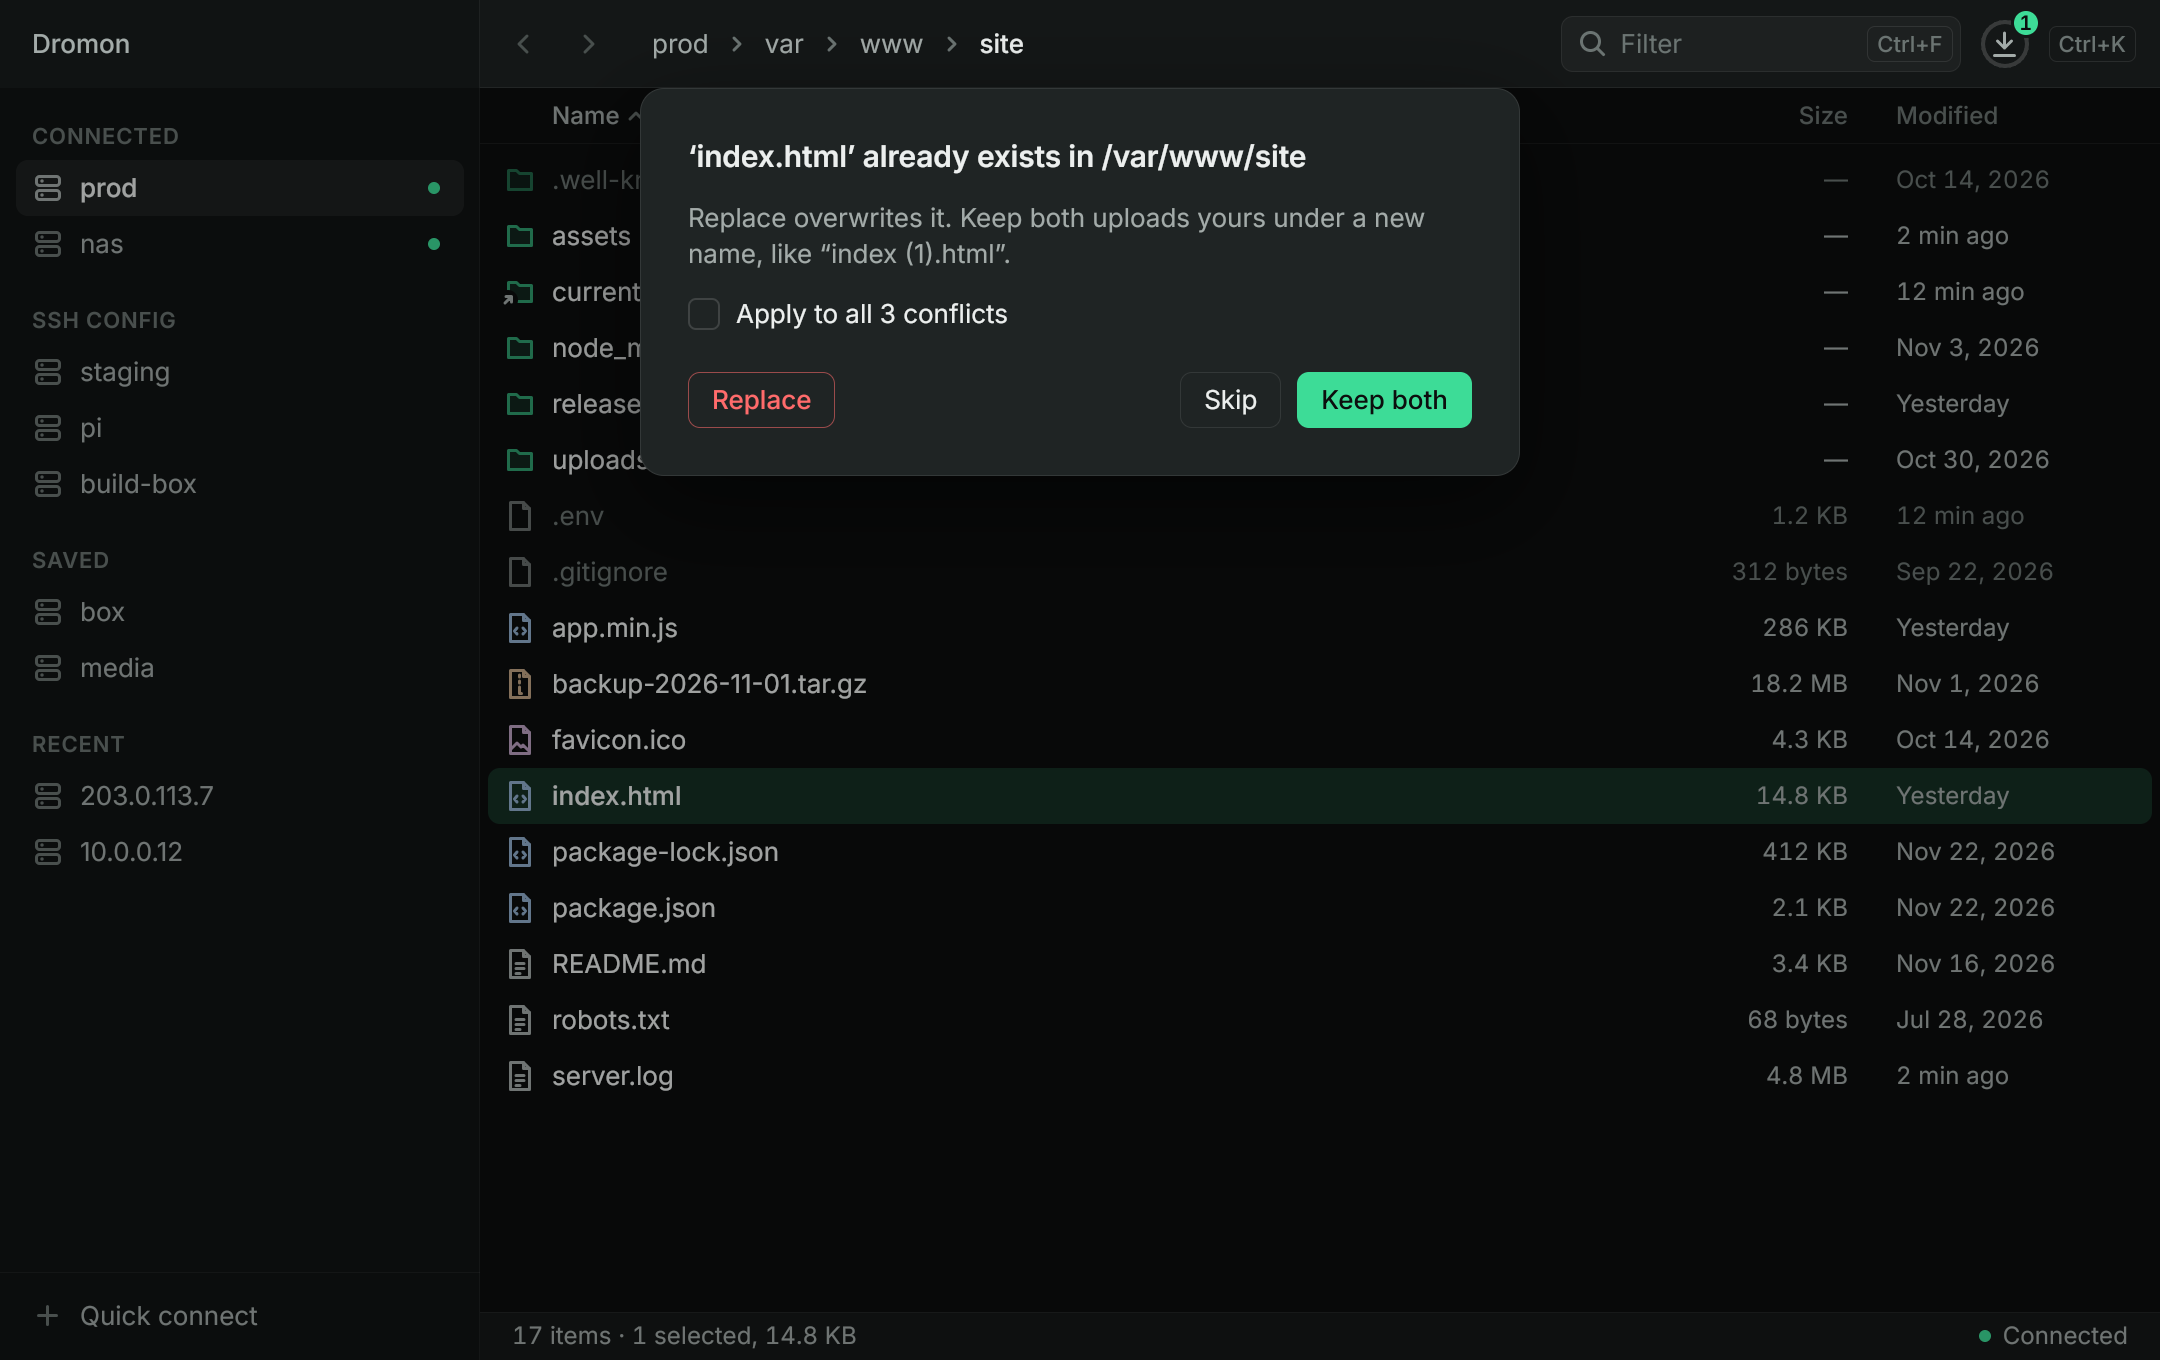 Dromon
prod > var > www > site
Filter
Ctrl+F
1
Ctrl+K
CONNECTED
prod
nas
SSH CONFIG
staging
pi
build-box
SAVED
box
media
RECENT
203.0.113.7
10.0.0.12
Quick connect
Name
Size
Modified
‘index.html’ already exists in /var/www/site
Replace overwrites it. Keep both uploads yours under a new
name, like “index (1).html”.
Apply to all 3 conflicts
Replace
Skip
Keep both
— Oct 14, 2026
assets — 2 min ago
current — 12 min ago
— Nov 3, 2026
— Yesterday
— Oct 30, 2026
.env 1.2 KB 12 min ago
.gitignore 312 bytes Sep 22, 2026
app.min.js 286 KB Yesterday
backup-2026-11-01.tar.gz 18.2 MB Nov 1, 2026
favicon.ico 4.3 KB Oct 14, 2026
index.html 14.8 KB Yesterday
package-lock.json 412 KB Nov 22, 2026
package.json 2.1 KB Nov 22, 2026
README.md 3.4 KB Nov 16, 2026
robots.txt 68 bytes Jul 28, 2026
server.log 4.8 MB 2 min ago
17 items · 1 selected, 14.8 KB
Connected